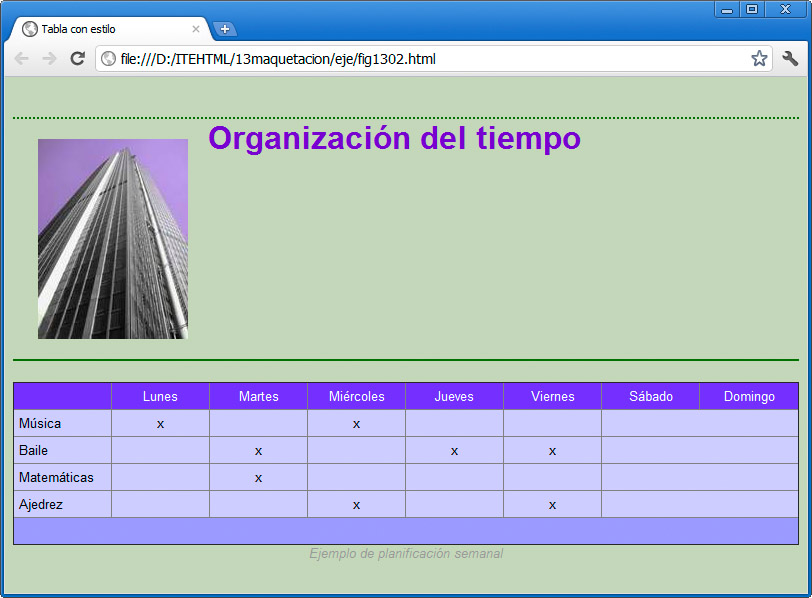 Tabla con estilo
file:///D:/ITEHTML/13maquetacion/eje/fig1302.html
Organización del tiempo
Lunes Martes Miércoles Jueves Viernes Sábado Domingo
Música x x
Baile x x x
Matemáticas x
Ajedrez x x
Ejemplo de planificación semanal